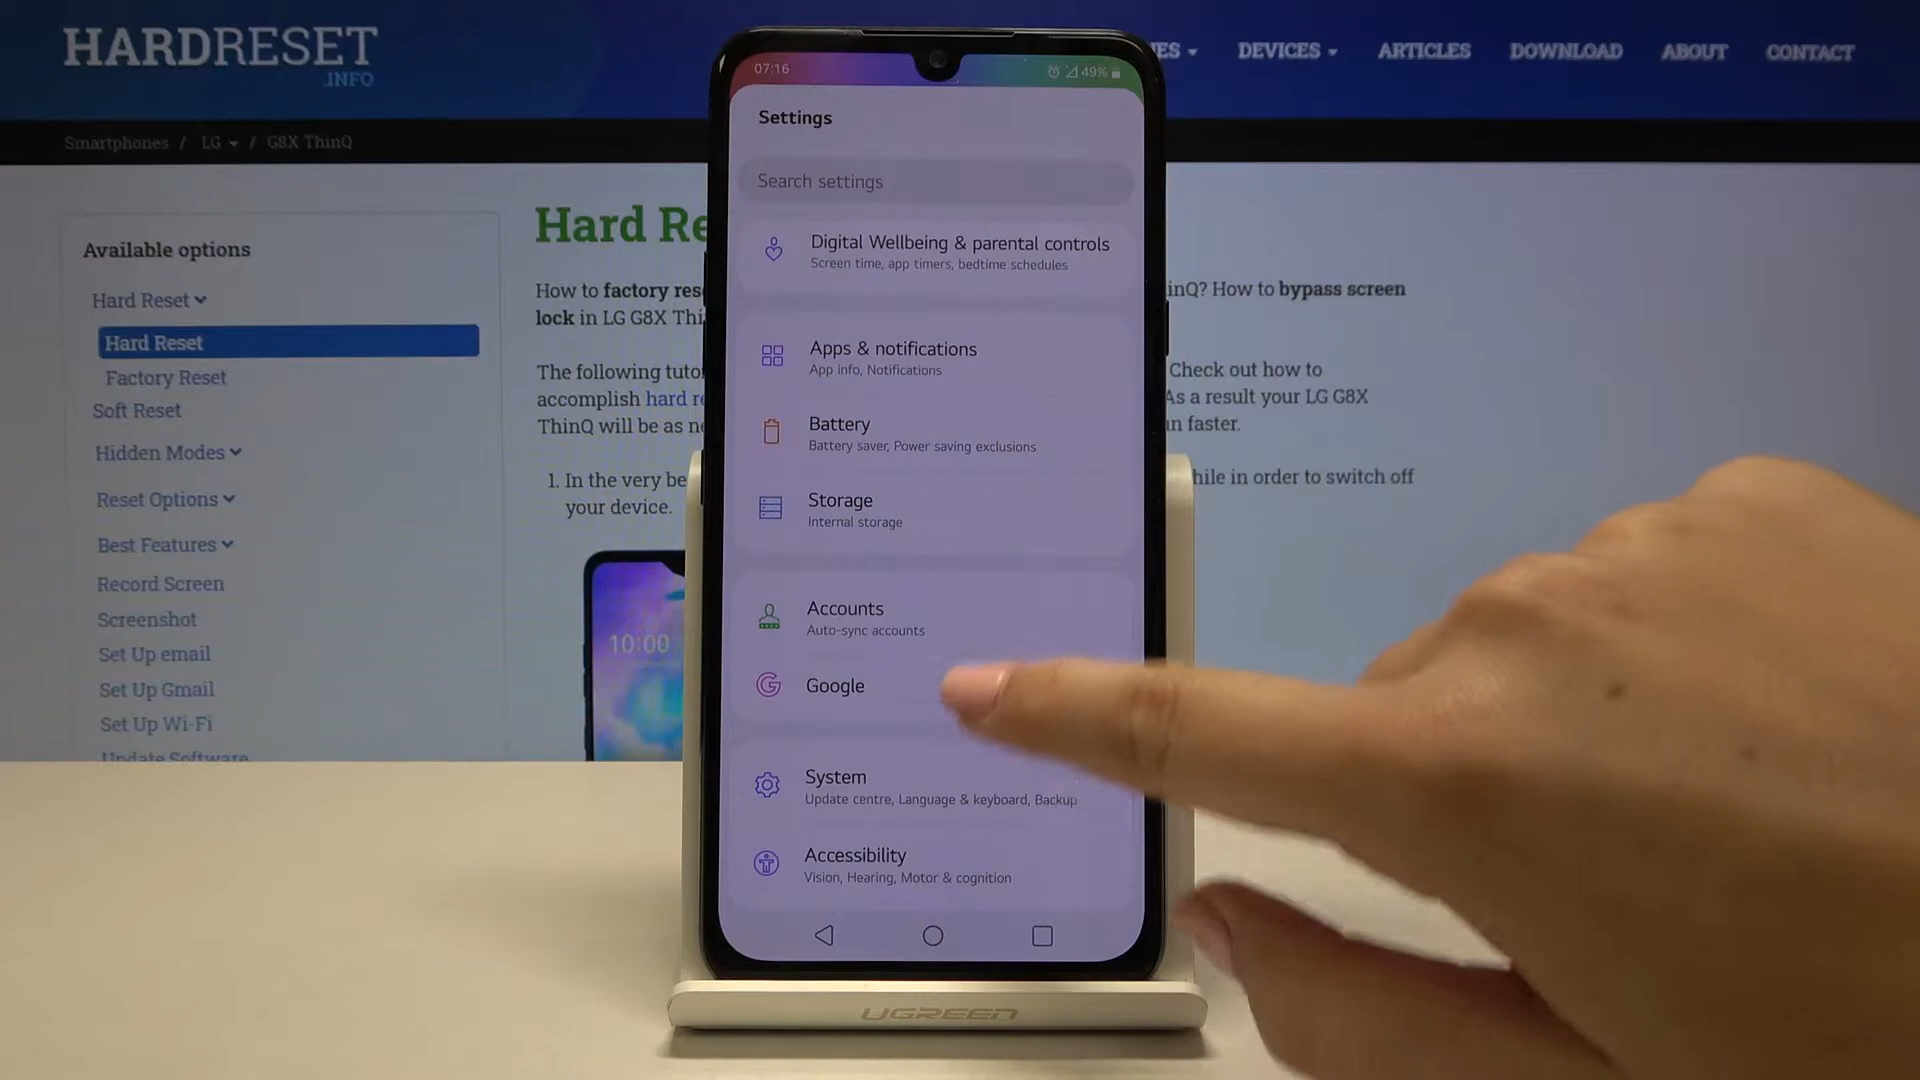 HARDRESET
.INFO
DEVICES
ARTICLES
DOWNLOAD
ABOUT
CONTACT
Smartphones / LG / G8X ThinQ
Available options
Hard Reset
Hard Reset
Factory Reset
Soft Reset
Hidden Modes
Reset Options
Best Features
Record Screen
Screenshot
Set Up email
Set Up Gmail
Set Up Wi-Fi
Update Software
Hard Re
How to factory res
lock in LG G8X Thi
The following tuto
accomplish hard re
ThinQ will be as ne
1. In the very be
your device.
10:00
07:16
49%
Settings
Search settings
Digital Wellbeing & parental controls
Screen time, app timers, bedtime schedules
Apps & notifications
App info, Notifications
Battery
Battery saver, Power saving exclusions
Storage
Internal storage
Accounts
Auto-sync accounts
Google
System
Update centre, Language & keyboard, Backup
Accessibility
Vision, Hearing, Motor & cognition
inQ? How to bypass screen
Check out how to
As a result your LG G8X
n faster.
hile in order to switch off
UGREEN